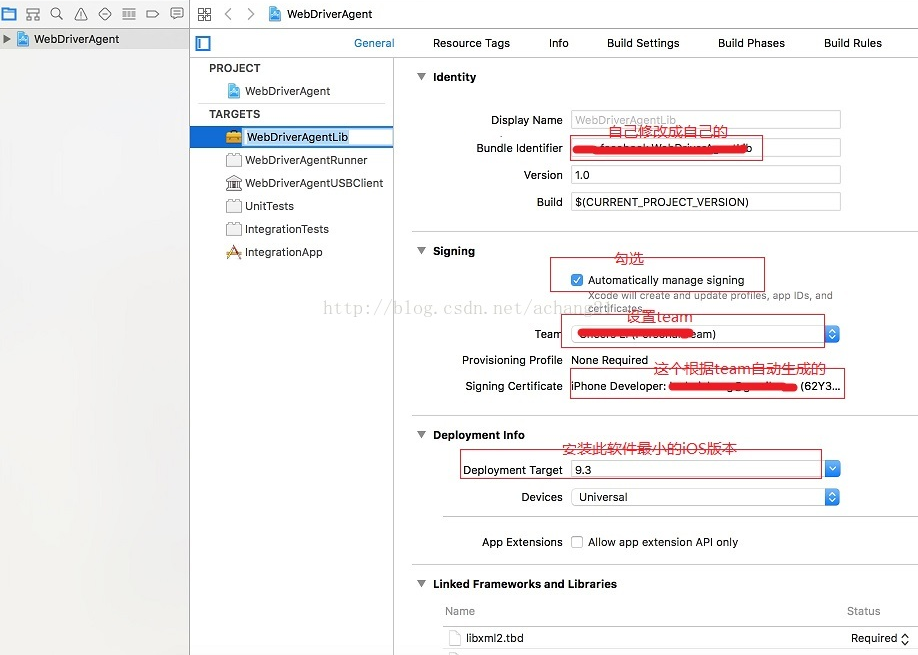 WebDriverAgent
WebDriverAgent
General
Resource Tags
Info
Build Settings
Build Phases
Build Rules
PROJECT
WebDriverAgent
TARGETS
WebDriverAgentLib
WebDriverAgentRunner
WebDriverAgentUSBClient
UnitTests
IntegrationTests
IntegrationApp
Identity
Display Name WebDriverAgentLib
自己修改成自己的
Bundle Identifier
Version 1.0
Build $(CURRENT_PROJECT_VERSION)
Signing
勾选
Automatically manage signing
Xcode will create and update profiles, app IDs, and
certificates.
http://blog.csdn.net/achang21
设置team
Team
Provisioning Profile None Required
这个根据team自动生成的
Signing Certificate iPhone Developer: (62Y3...
Deployment Info
安装此软件最小的iOS版本
Deployment Target 9.3
Devices Universal
App Extensions Allow app extension API only
Linked Frameworks and Libraries
Name Status
libxml2.tbd Required